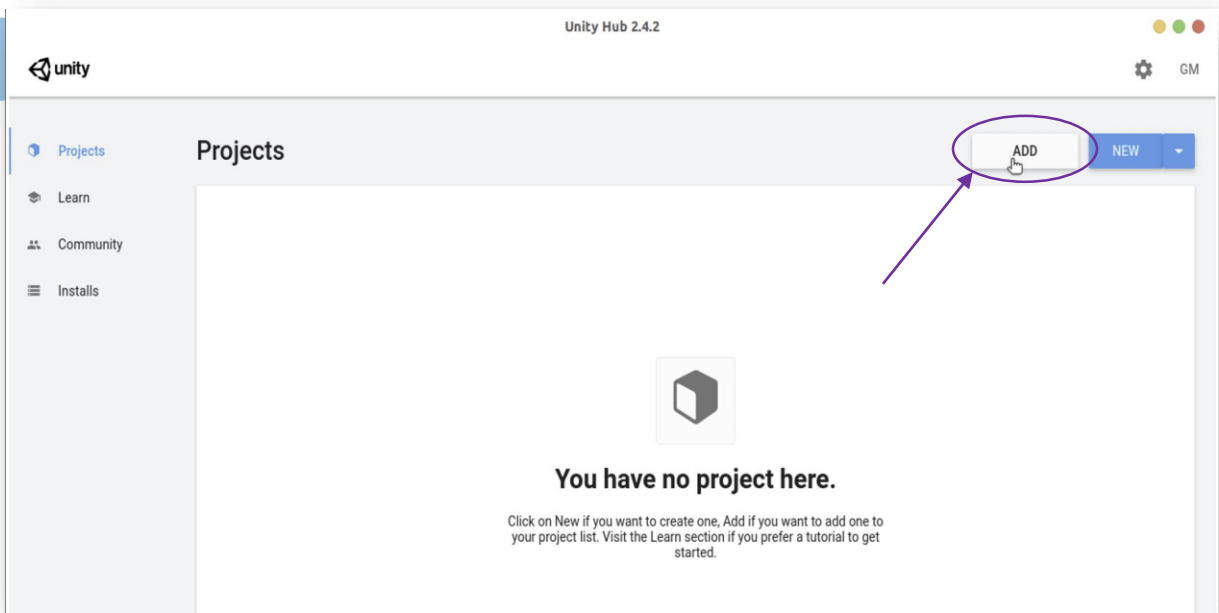 Unity Hub 2.4.2
unity
GM
Projects
Learn
Community
Installs
Projects
ADD
NEW
You have no project here.
Click on New if you want to create one, Add if you want to add one to
your project list. Visit the Learn section if you prefer a tutorial to get
started.